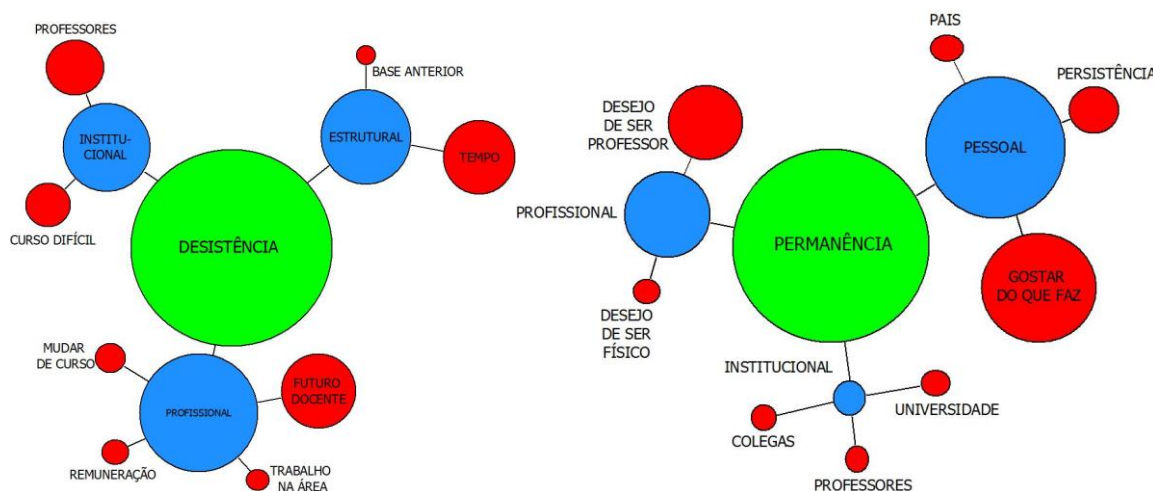 PROFESSORES
BASE ANTERIOR
INSTITU-
CIONAL
ESTRUTURAL
TEMPO
CURSO DIFÍCIL
DESISTÊNCIA
MUDAR
DE CURSO
FUTURO
DOCENTE
PROFISSIONAL
REMUNERAÇÃO
TRABALHO
NA ÁREA
PAIS
PERSISTÊNCIA
DESEJO
DE SER
PROFESSOR
PESSOAL
PROFISSIONAL
PERMANÊNCIA
GOSTAR
DO QUE FAZ
DESEJO
DE SER
FÍSICO
INSTITUCIONAL
UNIVERSIDADE
COLEGAS
PROFESSORES